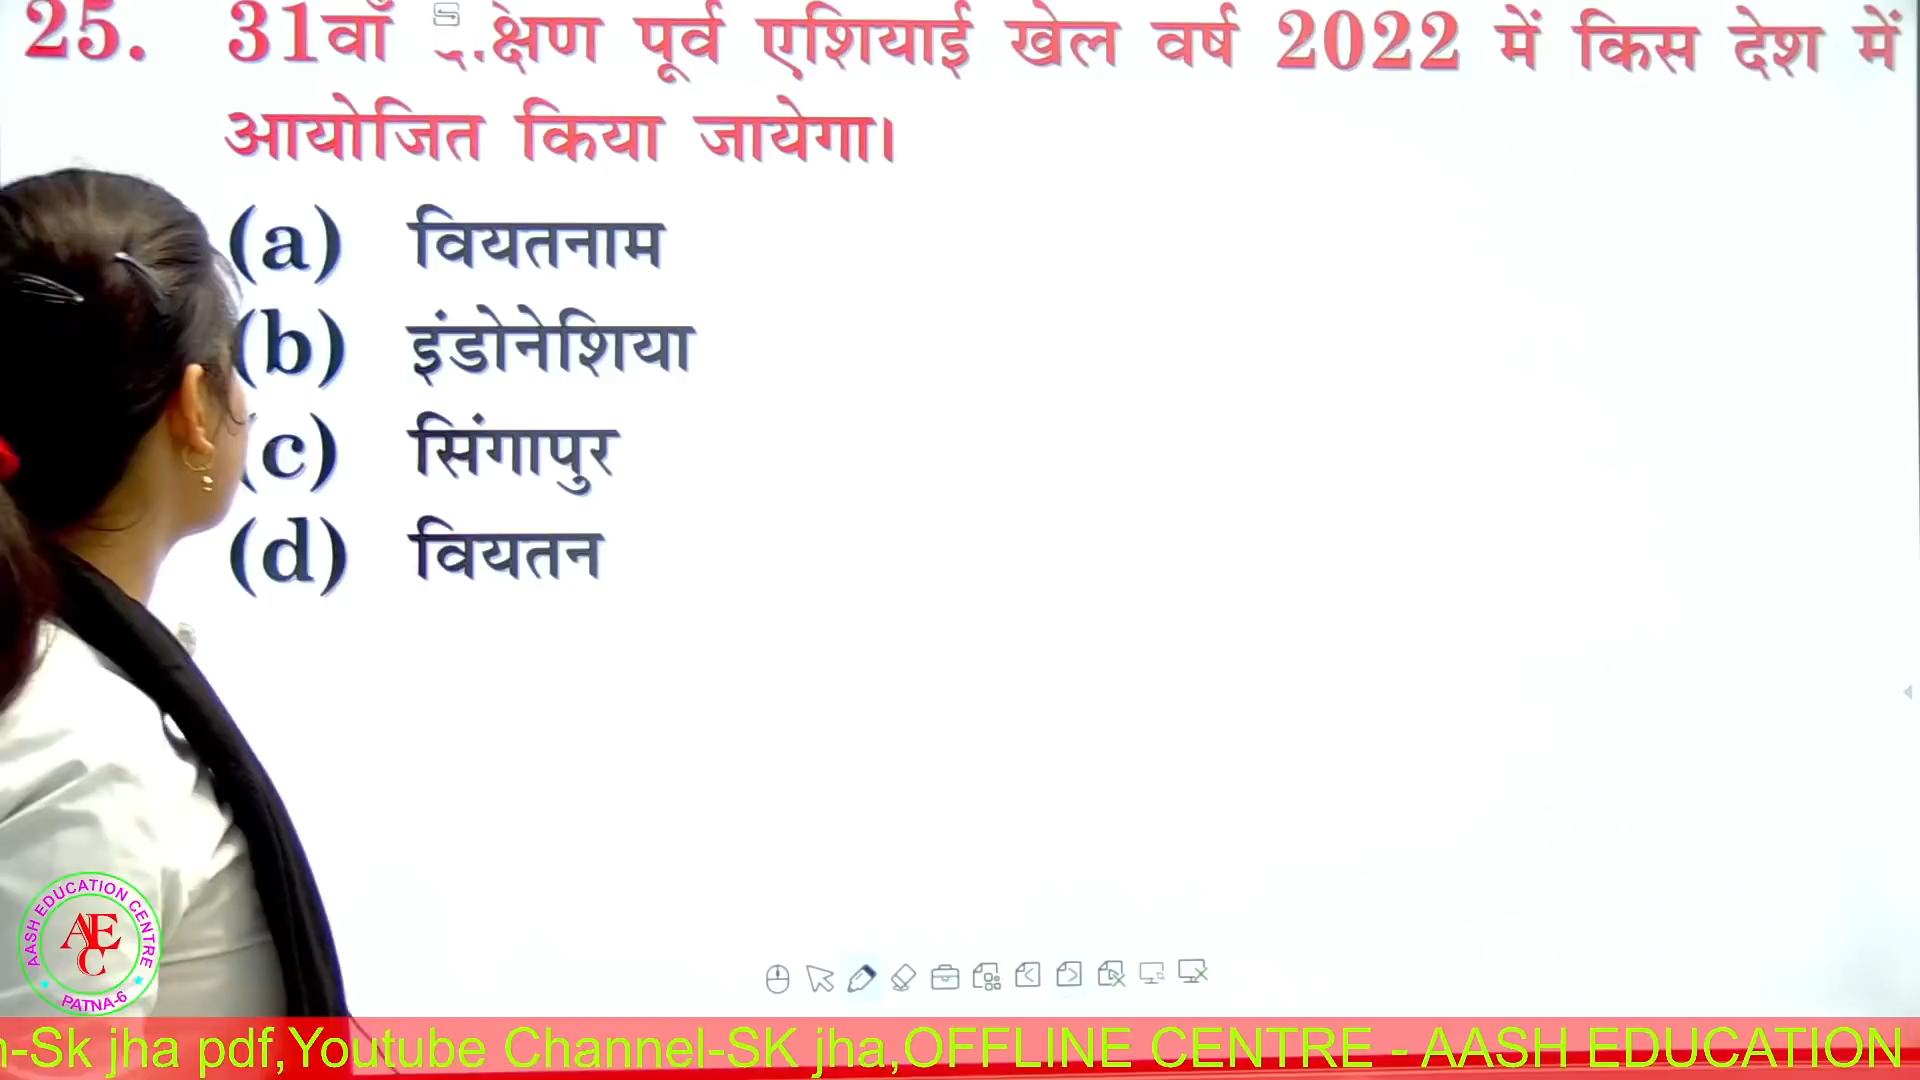 25. 31वाँ पूर्व एशियाई खेल वर्ष 2022 में किस देश में
आयोजित किया जायेगा।
(a) वियतनाम
(b) इंडोनेशिया
(c) सिंगापुर
(d) वियतन
AASH EDUCATION CENTRE
AEC
PATNA-6
-Sk jha pdf,Youtube Channel-SK jha,OFFLINE CENTRE - AASH EDUCATION